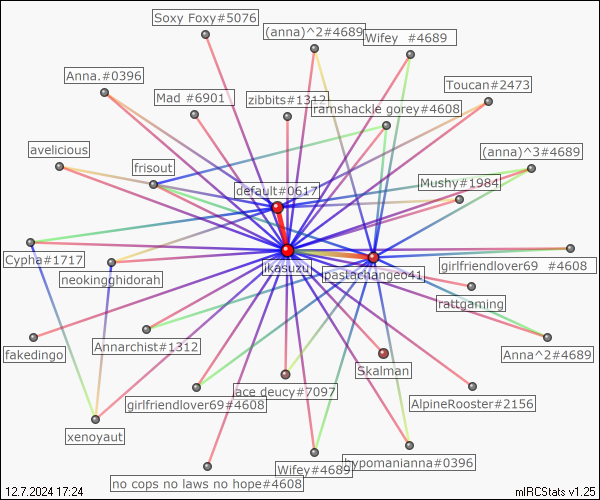 Soxy Foxy#5076
(anna)^2#4689
Wifey #4689
Anna.#0396
Toucan#2473
Mad #6901
zibbits#1312
ramshackle gorey#4608
avelicious
frisout
(anna)^3#4689
Mushy#1984
default#0617
Cypha#1717
neokingghidorah
ikasuzu
pastachange041
girlfriendlover69 #4608
rattgaming
fakedingo
Annarchist#1312
Anna^2#4689
Skalman
girlfriendlover69#4608
ace deucy#7097
AlpineRooster#2156
xenoyaut
Wifey#4689
hypomanianna#0396
no cops no laws no hope#4608
12.7.2024 17:24
mIRCStats v1.25